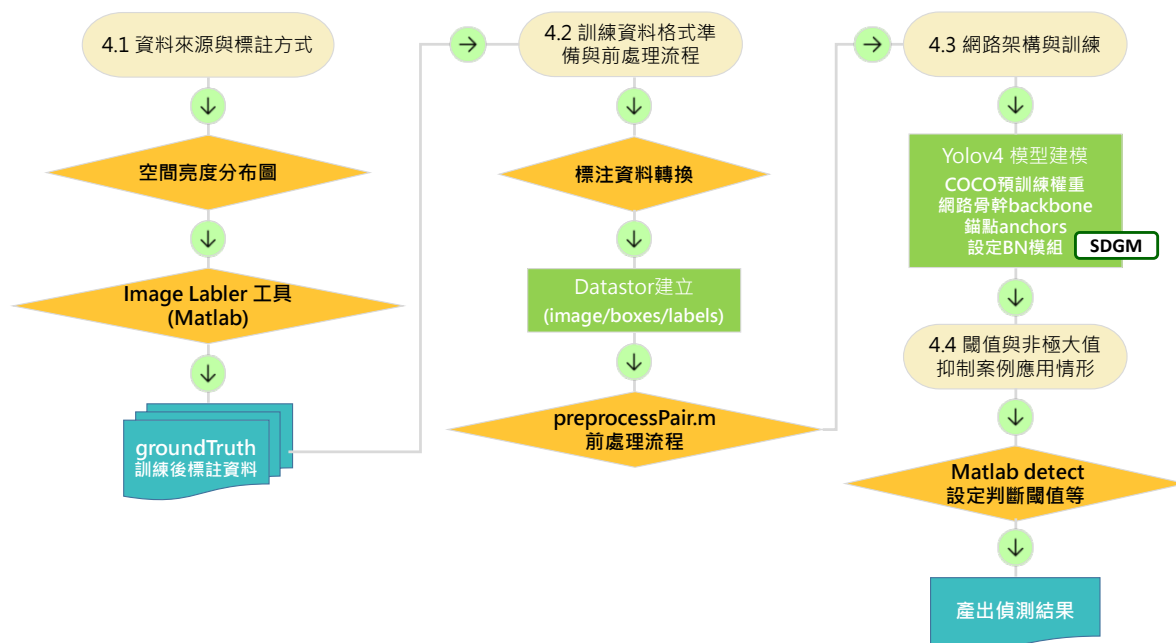 4.1 資料來源與標註方式
空間亮度分布圖
Image Labler 工具
(Matlab)
groundTruth
訓練後標註資料
4.2 訓練資料格式準
備與前處理流程
標注資料轉換
Datastor建立
(image/boxes/labels)
preprocessPair.m
前處理流程
4.3 網路架構與訓練
Yolov4 模型建模
COCO預訓練權重
網路骨幹backbone
錨點anchors
設定BN模組
SDGM
4.4 閾值與非極大值
抑制案例應用情形
Matlab detect
設定判斷閾值等
產出偵測結果